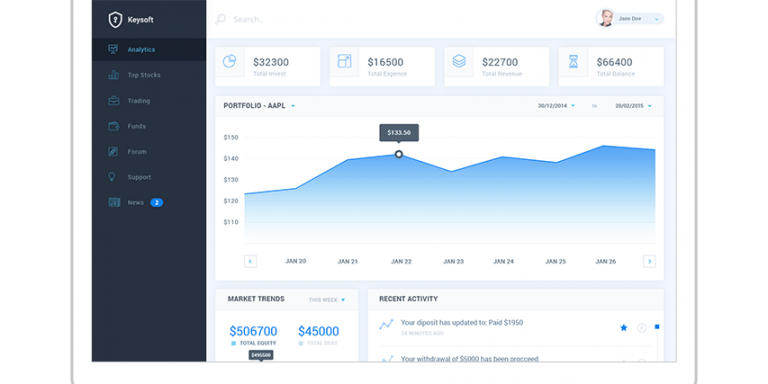 Keysoft
Search..
Jane Doe
Analytics
Top Stocks
Trading
Funds
Forum
Support
News 2
$32300
Total Invest
$16500
Total Expence
$22700
Total Revenue
$66400
Total Balance
PORTFOLIO - AAPL
30/12/2014 to 20/02/2015
$150
$140
$130
$120
$110
$133.50
JAN 20 JAN 21 JAN 22 JAN 23 JAN 24 JAN 25 JAN 26
MARKET TRENDS THIS WEEK
$506700 $45000
TOTAL EQUITY TOTAL DEBT
$495500
RECENT ACTIVITY
Your diposit has updated to: Paid $1950
24 MINUTES AGO
Your withdrawal of $5000 has been procceed